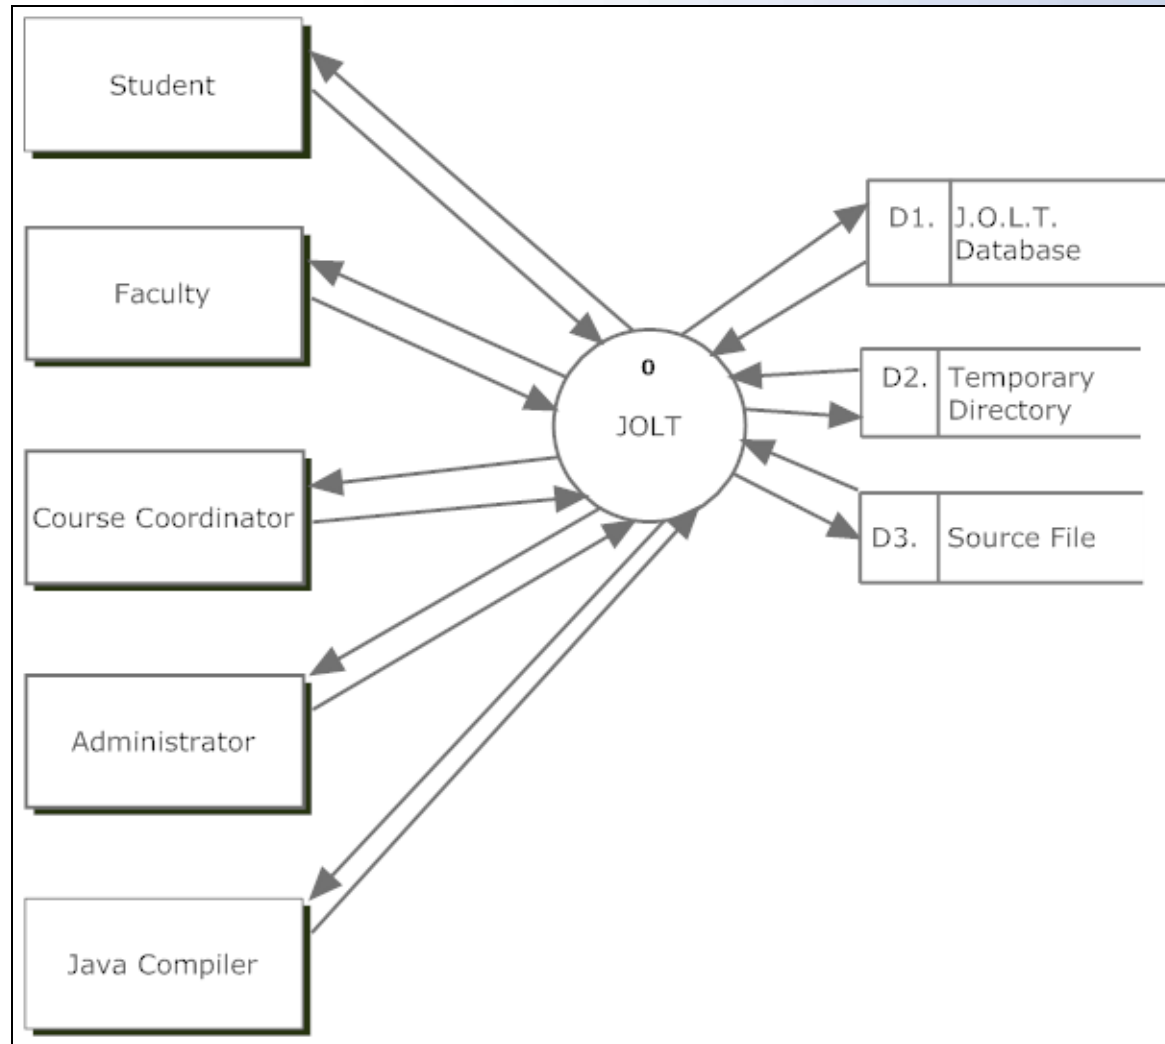 Student
Faculty
Course Coordinator
Administrator
Java Compiler
0
JOLT
D1. J.O.L.T.
Database
D2. Temporary
Directory
D3. Source File